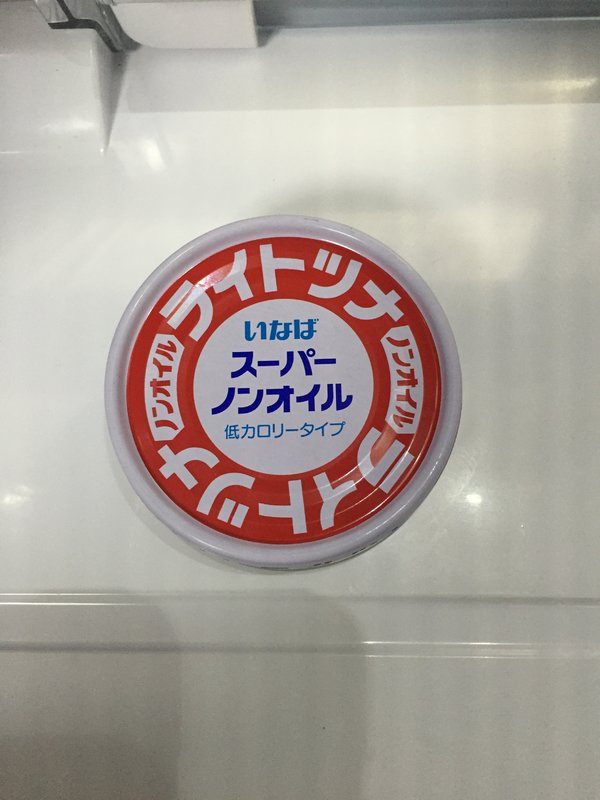 ライトツナ
ノンオイル
いなば
スーパー
ノンオイル
低カロリータイプ
ノンオイル
ライトツナ